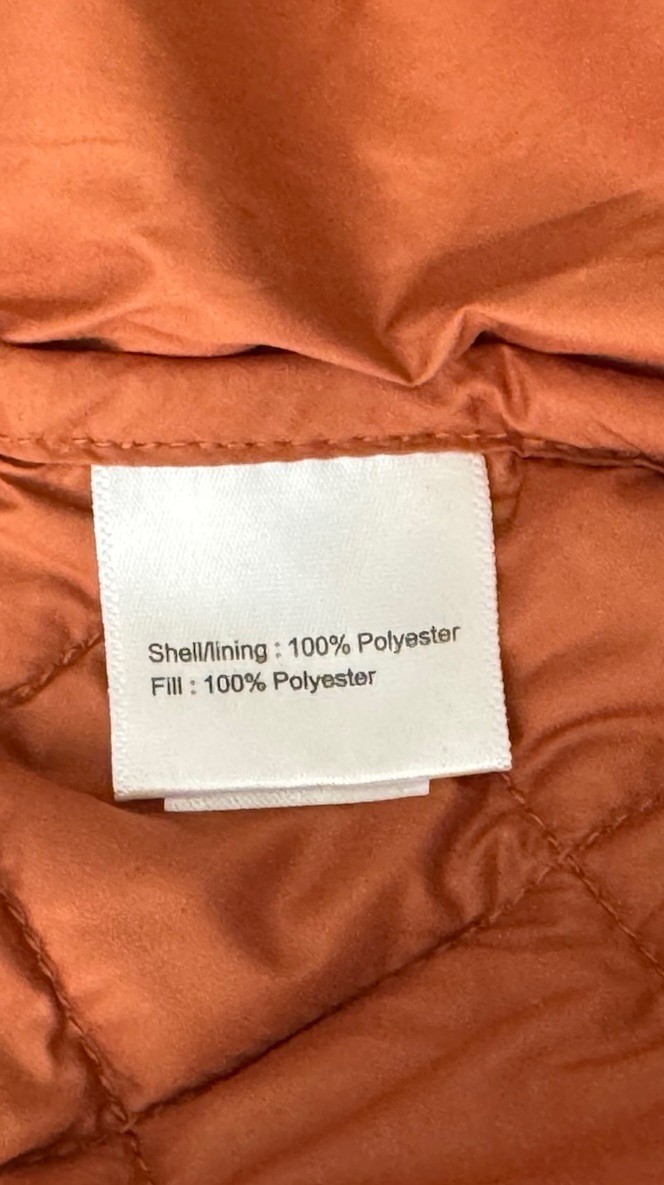 Shell/lining : 100% Polyester
Fill : 100% Polyester